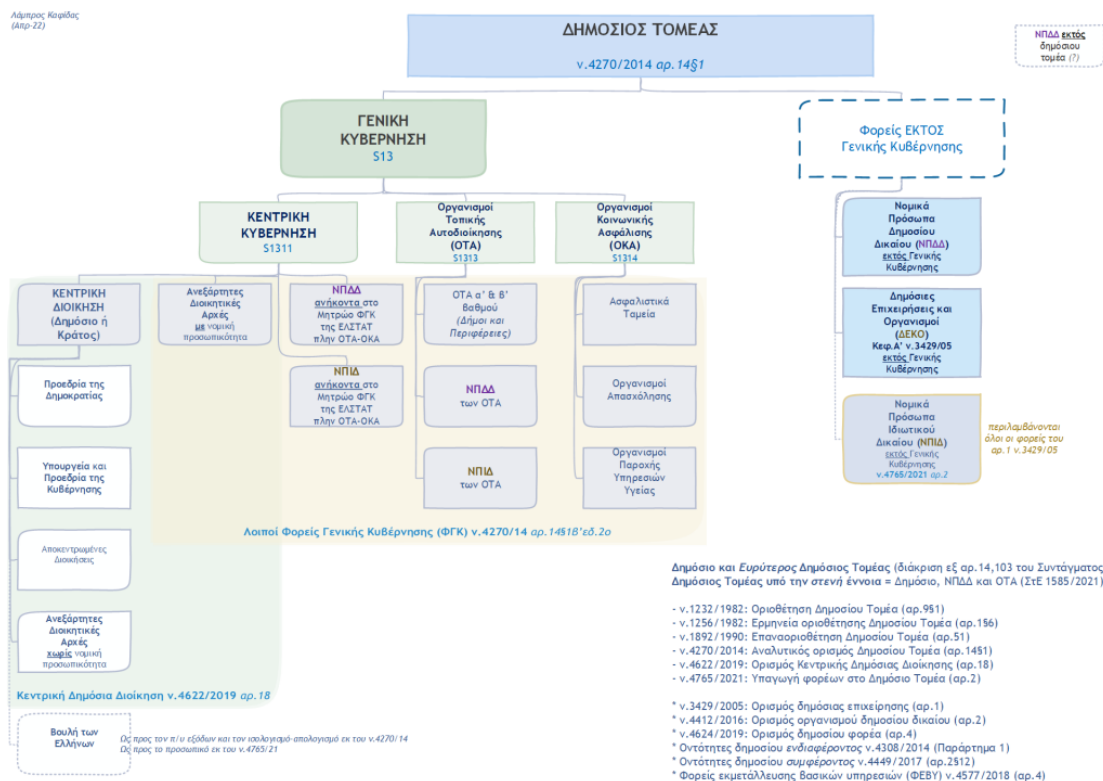 Λάμπρος Καφίδας
(Απρ-22)
ΔΗΜΟΣΙΟΣ ΤΟΜΕΑΣ
ν.4270/2014 αρ.14§1
ΝΠΔΔ εκτός
δημόσιου
τομέα (?)
ΓΕΝΙΚΗ
ΚΥΒΕΡΝΗΣΗ
S13
Φορείς ΕΚΤΟΣ
Γενικής Κυβέρνησης
ΚΕΝΤΡΙΚΗ
ΚΥΒΕΡΝΗΣΗ
S1311
Οργανισμοί
Τοπικής
Αυτοδιοίκησης
(ΟΤΑ)
S1313
Οργανισμοί
Κοινωνικής
Ασφάλισης
(ΟΚΑ)
S1314
Νομικά
Πρόσωπα
Δημοσίου
Δικαίου (ΝΠΔΔ)
εκτός Γενικής
Κυβέρνησης
ΚΕΝΤΡΙΚΗ
ΔΙΟΙΚΗΣΗ
(Δημόσιο ή
Κράτος)
Ανεξάρτητες
Διοικητικές
Αρχές
με νομική
προσωπικότητα
ΝΠΔΔ
ανήκοντα στο
Μητρώο ΦΓΚ
της ΕΛΣΤΑΤ
πλην ΟΤΑ-ΟΚΑ
ΟΤΑ α' & β'
βαθμού
(Δήμοι και
Περιφέρειες)
Ασφαλιστικά
Ταμεία
Δημόσιες
Επιχειρήσεις και
Οργανισμοί
(ΔΕΚΟ)
Κεφ.Α' ν.3429/05
εκτός Γενικής
Κυβέρνησης
Προεδρία της
Δημοκρατίας
ΝΠΙΔ
ανήκοντα στο
Μητρώο ΦΓΚ
της ΕΛΣΤΑΤ
πλην ΟΤΑ-ΟΚΑ
ΝΠΔΔ
των ΟΤΑ
Οργανισμοί
Απασχόλησης
Νομικά
Πρόσωπα
Ιδιωτικού
Δικαίου (ΝΠΙΔ)
εκτός Γενικής
Κυβέρνησης
ν.4765/2021 αρ.2
περιλαμβάνονται
όλοι οι φορείς του
αρ.1 ν.3429/05
Υπουργεία και
Προεδρία της
Κυβέρνησης
ΝΠΙΔ
των ΟΤΑ
Οργανισμοί
Παροχής
Υπηρεσιών
Υγείας
Λοιποί Φορείς Γενικής Κυβέρνησης (ΦΓΚ) ν.4270/14 αρ.14§1β'εδ.2ο
Αποκεντρωμένες
Διοικήσεις
Ανεξάρτητες
Διοικητικές
Αρχές
χωρίς νομική
προσωπικότητα
Κεντρική Δημόσια Διοίκηση ν.4622/2019 αρ.18
Βουλή των
Ελλήνων
Ως προς τον π/υ εξόδων και τον ισολογισμό-απολογισμό εκ του ν.4270/14
Ως προς το προσωπικό εκ του ν.4765/21
Δημόσιο και Ευρύτερος Δημόσιος Τομέας (διάκριση εξ αρ.14,103 του Συντάγματος
Δημόσιος Τομέας υπό την στενή έννοια = Δημόσιο, ΝΠΔΔ και ΟΤΑ (ΣτΕ 1585/2021)
- ν.1232/1982: Οριοθέτηση Δημοσίου Τομέα (αρ.9§1)
- ν.1256/1982: Ερμηνεία οριοθέτησης Δημοσίου Τομέα (αρ.1§6)
- ν.1892/1990: Επαναοριοθέτηση Δημοσίου Τομέα (αρ.51)
- ν.4270/2014: Αναλυτικός ορισμός Δημοσίου Τομέα (αρ.14§1)
- ν.4622/2019: Ορισμός Κεντρικής Δημόσιας Διοίκησης (αρ.18)
- ν.4765/2021: Υπαγωγή φορέων στο Δημόσιο Τομέα (αρ.2)
* ν.3429/2005: Ορισμός δημόσιας επιχείρησης (αρ.1)
* ν.4412/2016: Ορισμός οργανισμού δημοσίου δικαίου (αρ.2)
* ν.4624/2019: Ορισμός δημοσίου φορέα (αρ.4)
* Οντότητες δημοσίου ενδιαφέροντος ν.4308/2014 (Παράρτημα 1)
* Οντότητες δημοσίου συμφέροντος ν.4449/2017 (αρ.2§12)
* Φορείς εκμετάλλευσης βασικών υπηρεσιών (ΦΕΒΥ) ν.4577/2018 (αρ.4)